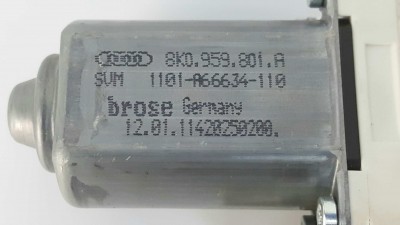 8K0.959.801.A
SVM 1101-A66634-110
brose Germany
12.01.11420250200.